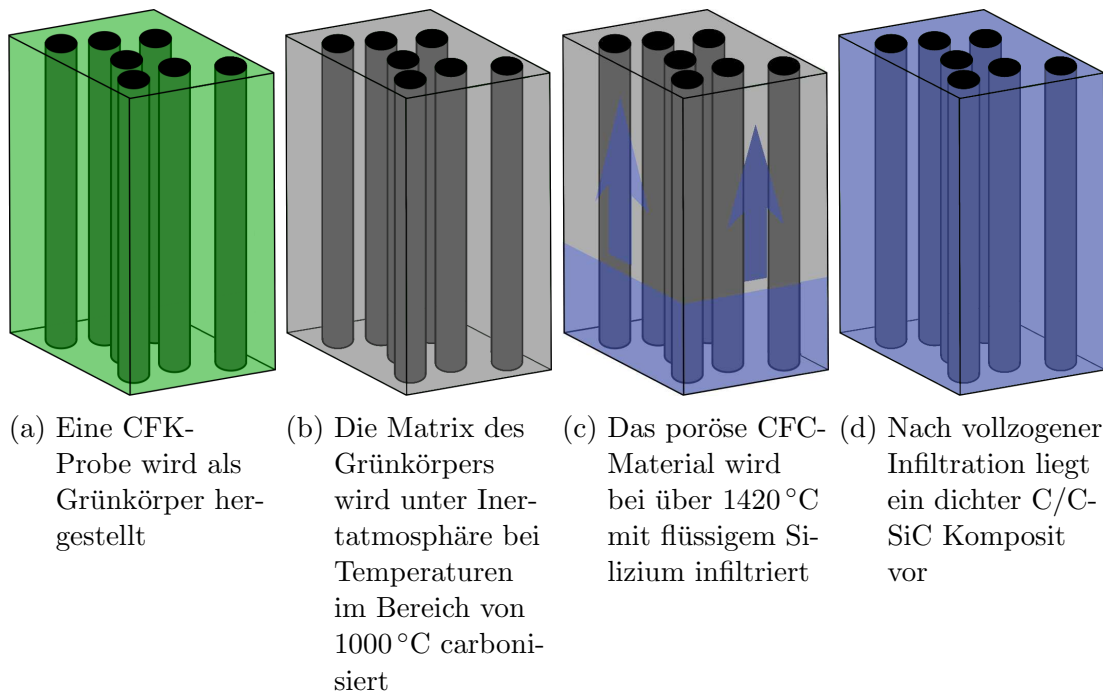 (a) Eine CFK-
Probe wird als
Grünkörper her-
gestellt
(b) Die Matrix des
Grünkörpers
wird unter Iner-
tatmosphäre bei
Temperaturen
im Bereich von
1000 °C carboni-
siert
(c) Das poröse CFC-
Material wird
bei über 1420 °C
mit flüssigem Si-
lizium infiltriert
(d) Nach vollzogener
Infiltration liegt
ein dichter C/C-
SiC Komposit
vor